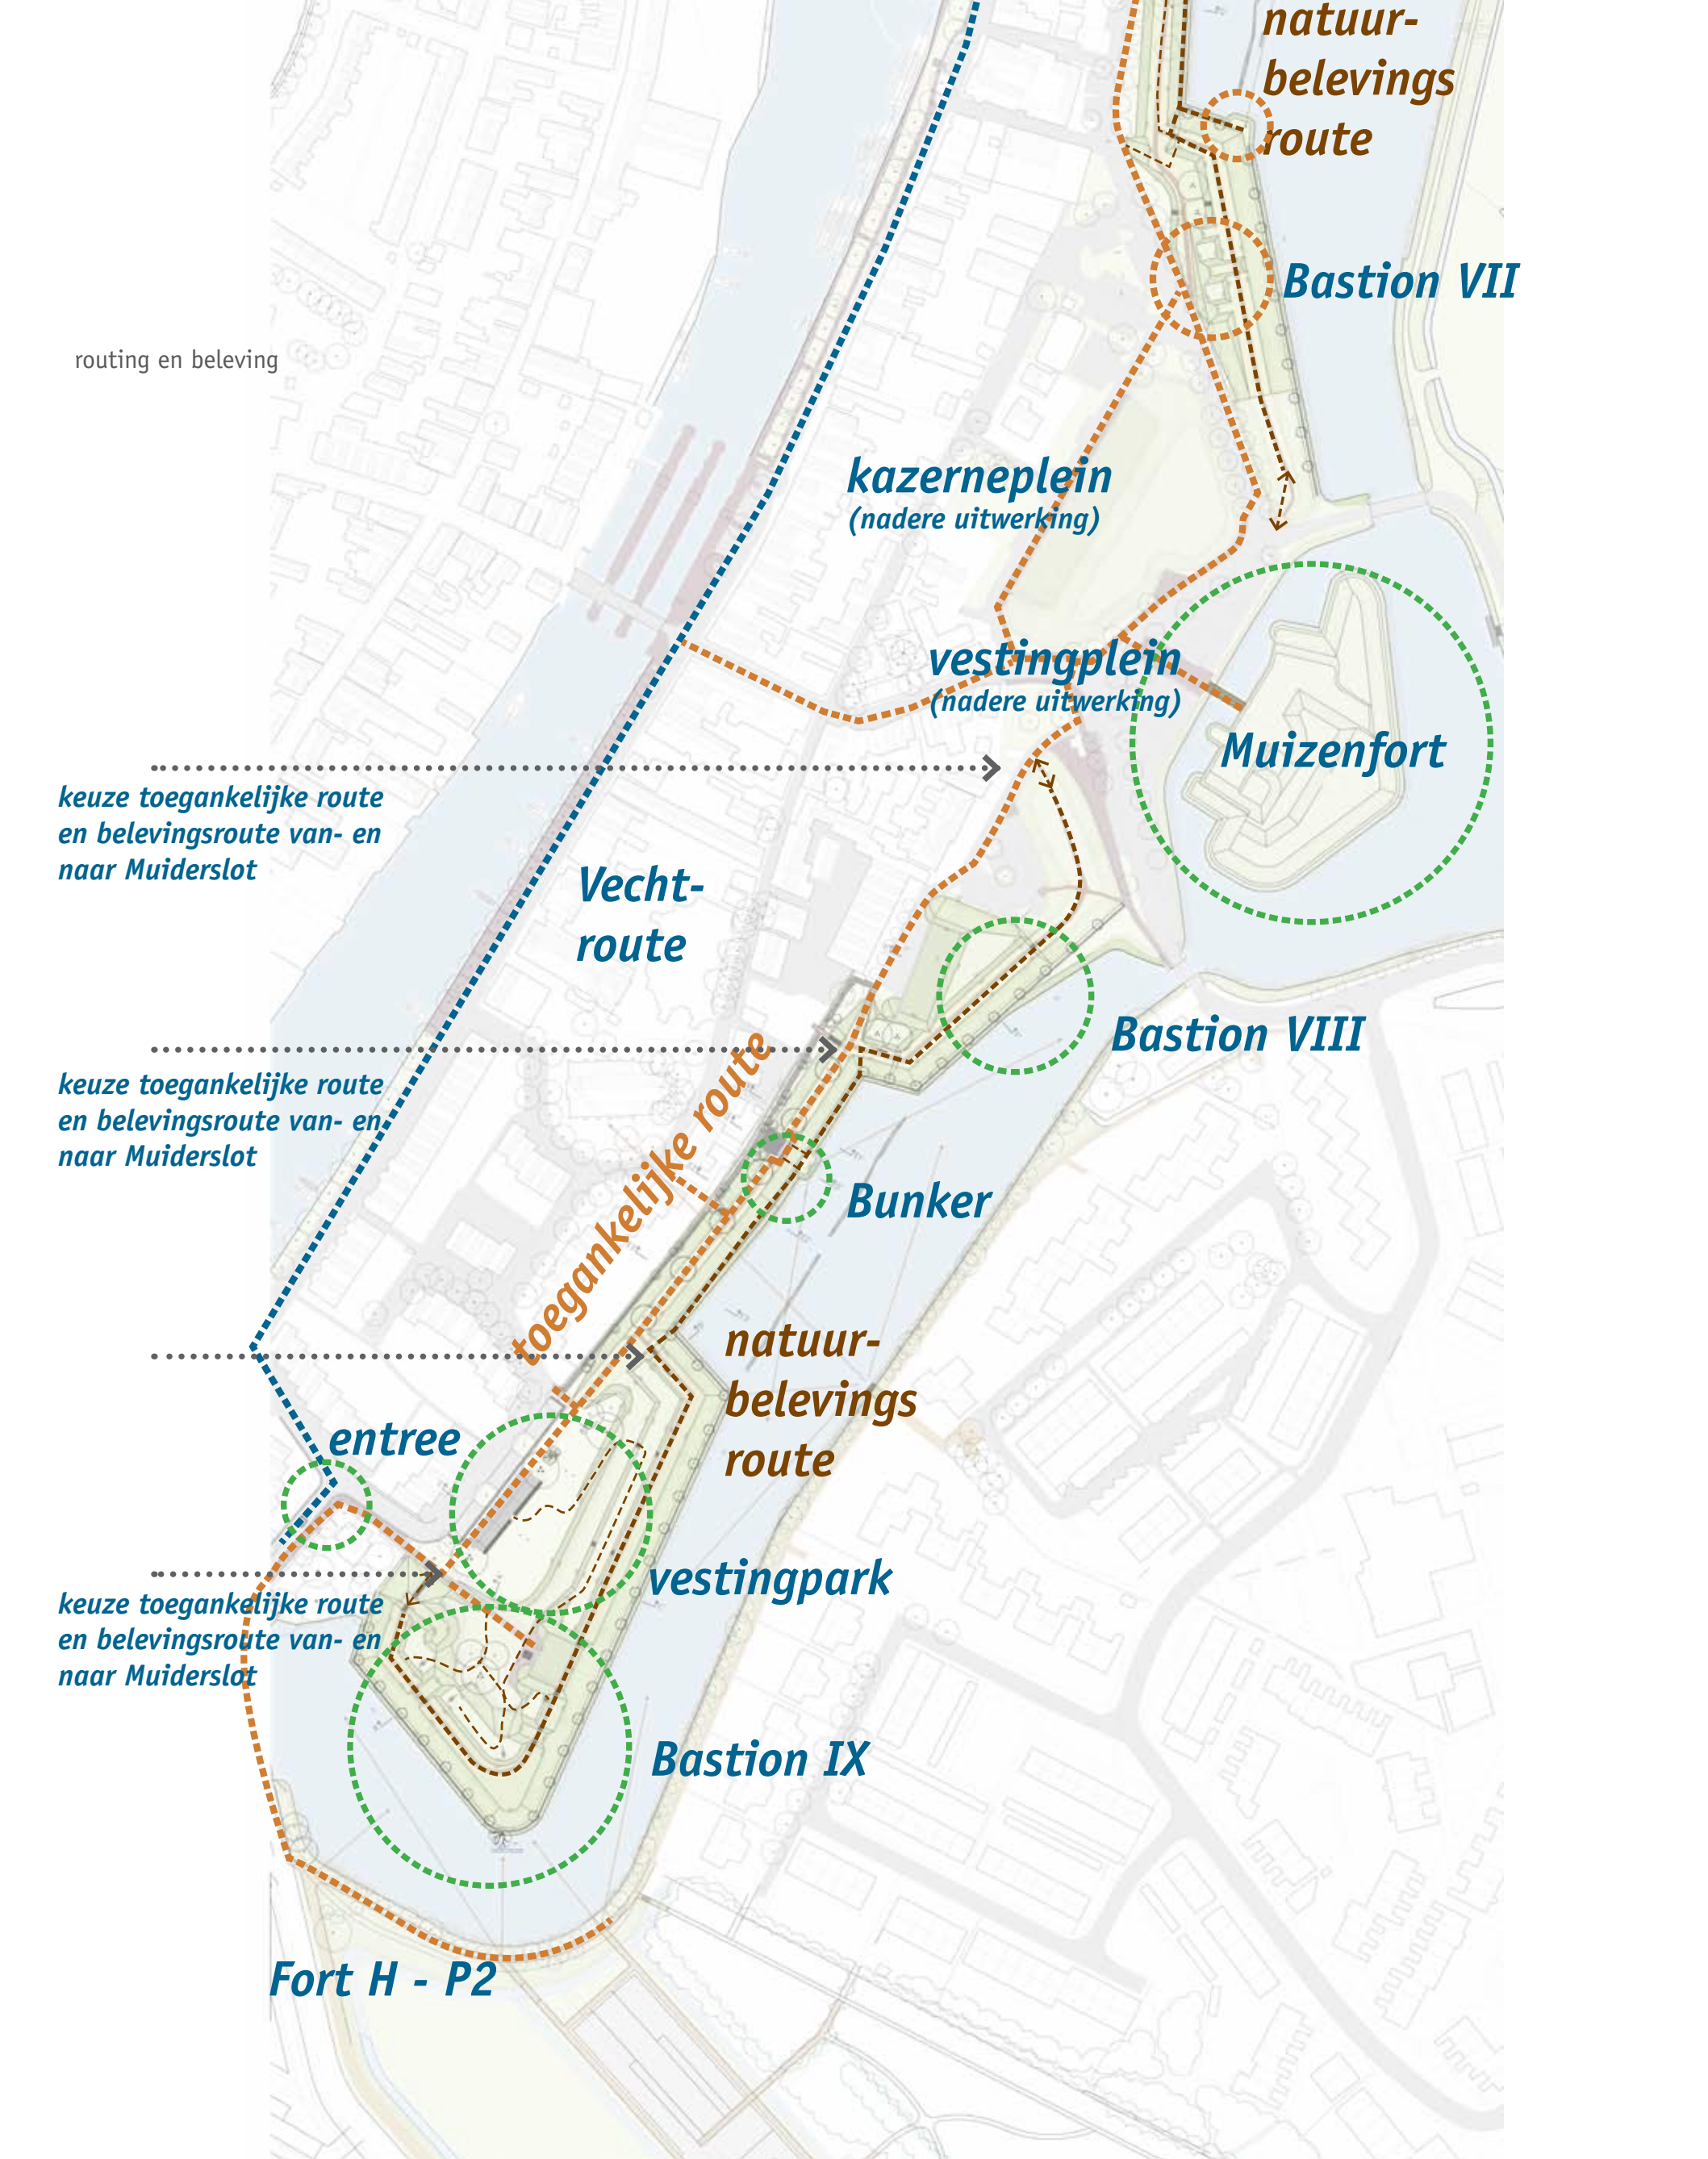 natuur-
belevings
route
Bastion VII
routing en beleving
kazerneplein
(nadere uitwerking)
vestingplein
(nadere uitwerking)
Muizenfort
keuze toegankelijke route
en belevingsroute van- en
naar Muiderslot
Vecht-
route
Bastion VIII
keuze toegankelijke route
en belevingsroute van- en
naar Muiderslot
toegankelijke route
Bunker
natuur-
belevings
route
entree
vestingpark
keuze toegankelijke route
en belevingsroute van- en
naar Muiderslot
Bastion IX
Fort H - P2